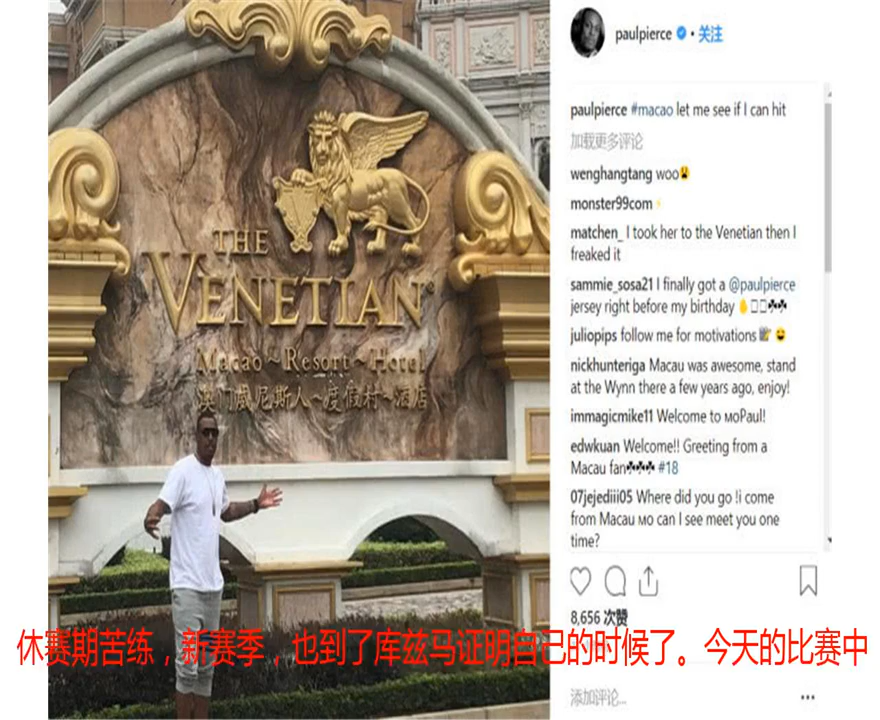 THE
VENETIAN
Macao~Resort~Hotel
澳门威尼斯人~度假村~酒店
paulpierce • 关注
paulpierce #macao let me see if I can hit
加载更多评论
wenghangtang woo
monster99com
matchen_ I took her to the Venetian then I
freaked it
sammie_sosa21 I finally got a @paulpierce
jersey right before my birthday
juliopips follow me for motivations
nickhunteriga Macau was awesome, stand
at the Wynn there a few years ago, enjoy!
immagicmike11 Welcome to мoPaul!
edwkuan Welcome!! Greeting from a
Macau fan☘☘☘ #18
07jejediii05 Where did you go !i come
from Macau мo can I see meet you one
time?
8,656 次赞
休赛期苦练，新赛季，也到了库兹马证明自己的时候了。今天的比赛中
添加评论...